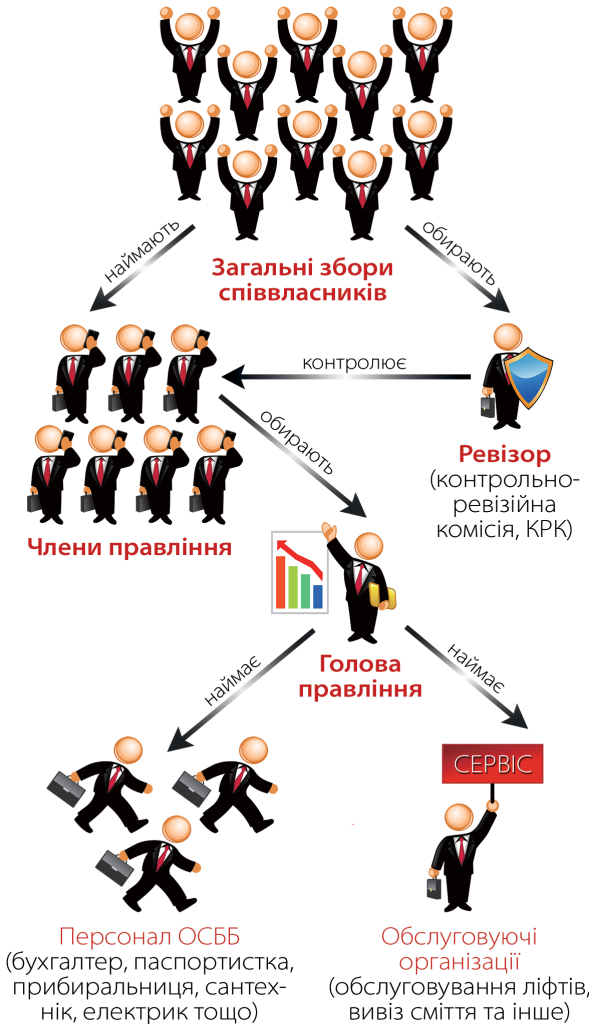 наймають
обирають
Загальні збори
співвласників
контролює
обирають
Ревізор
(контрольно-
ревізійна
комісія, КРК)
Члени правління
Голова
правління
наймає
наймає
СЕРВІС
Персонал ОСББ
(бухгалтер, паспортистка,
прибиральниця, сантех-
нік, електрик тощо)
Обслуговуючі
організації
(обслуговування ліфтів,
вивіз сміття та інше)